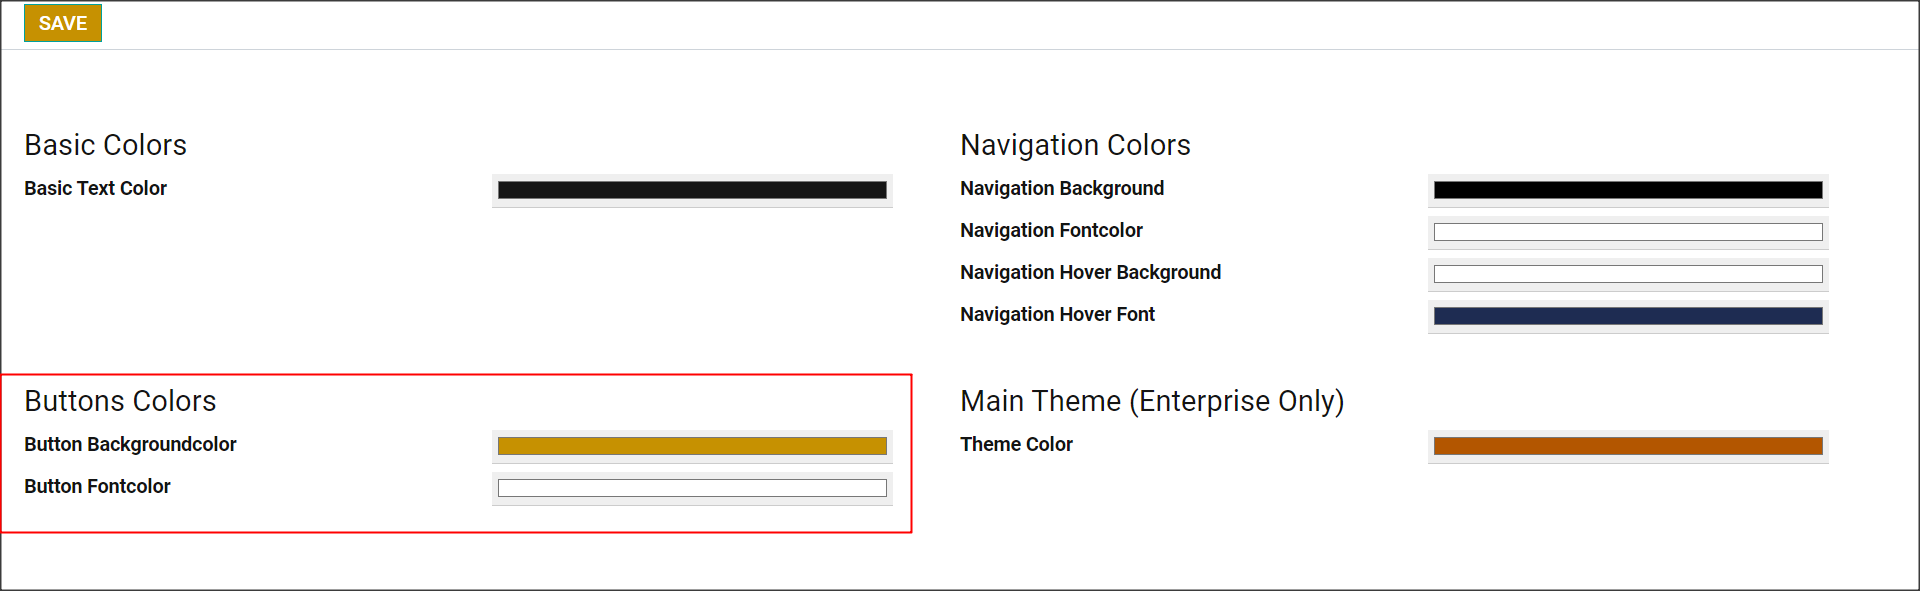 SAVE
Basic Colors
Basic Text Color
Navigation Colors
Navigation Background
Navigation Fontcolor
Navigation Hover Background
Navigation Hover Font
Buttons Colors
Button Backgroundcolor
Button Fontcolor
Main Theme (Enterprise Only)
Theme Color